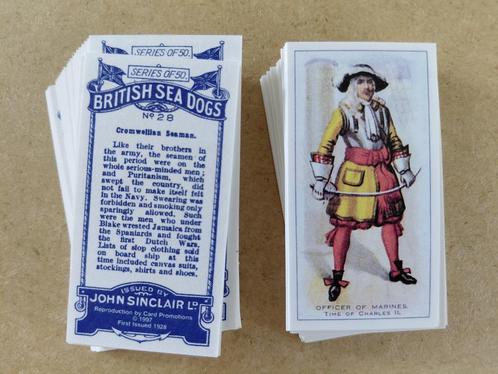 SERIES OF 50.
SERIES OF 50.
BRITISH SEA DOGS
No 28
Cromwellian Seaman.
Like their brothers in
the army, the seamen of
this period were on the
whole serious-minded men;
and Puritanism, which
swept the country, did
not fail to make itself felt
in the Navy. Swearing was
forbidden and smoking only
sparingly allowed. Such
were the men who under
Blake wrested Jamaica from
the Spaniards and fought
the first Dutch Wars.
Lists of slop clothing sold
on board ship at this
time included canvas suits,
stockings, shirts and shoes.
ISSUED BY
JOHN SINCLAIR LD
Reproduction by Card Promotions
© 1997
First Issued 1928
OFFICER OF MARINES,
TIME OF CHARLES II.